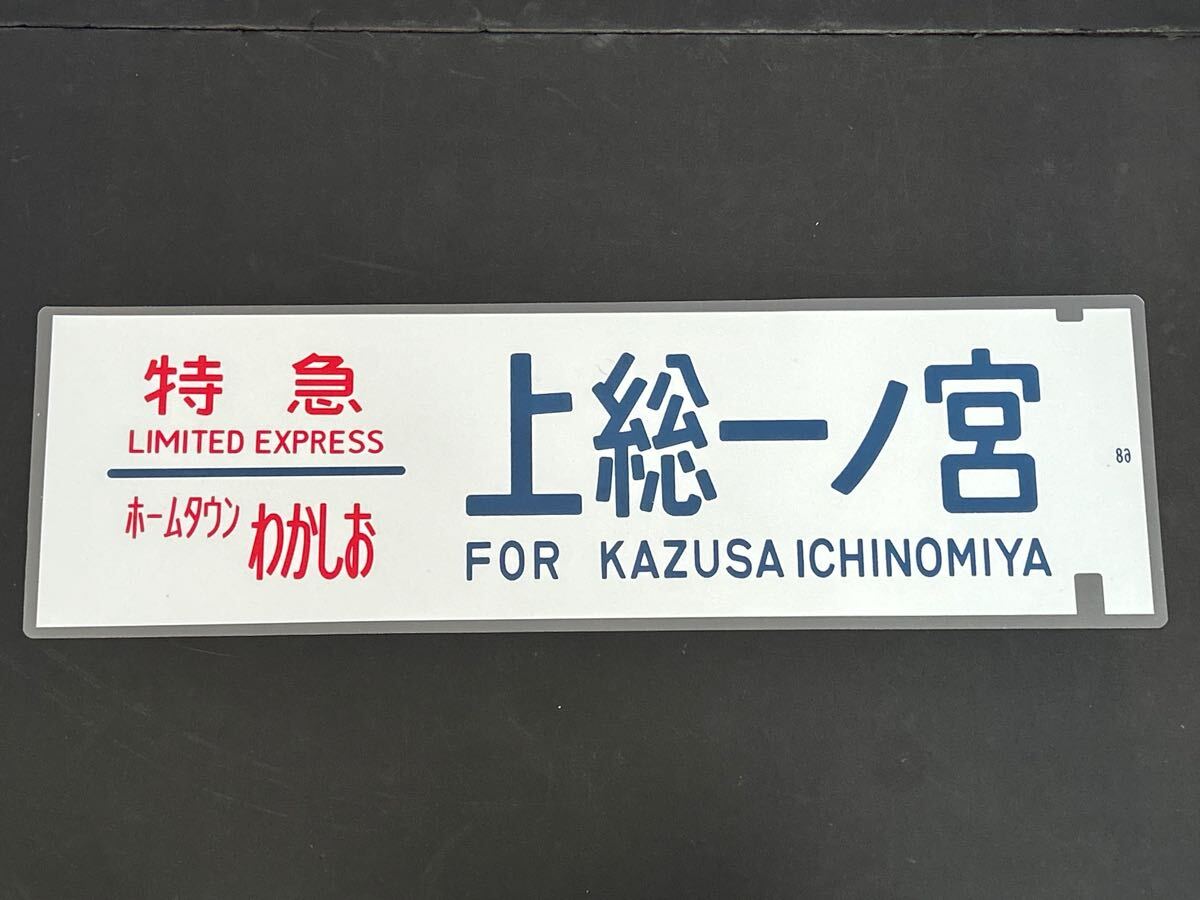 特急
LIMITED EXPRESS
ホームタウン わかしお
上総一ノ宮
FOR KAZUSA ICHINOMIYA